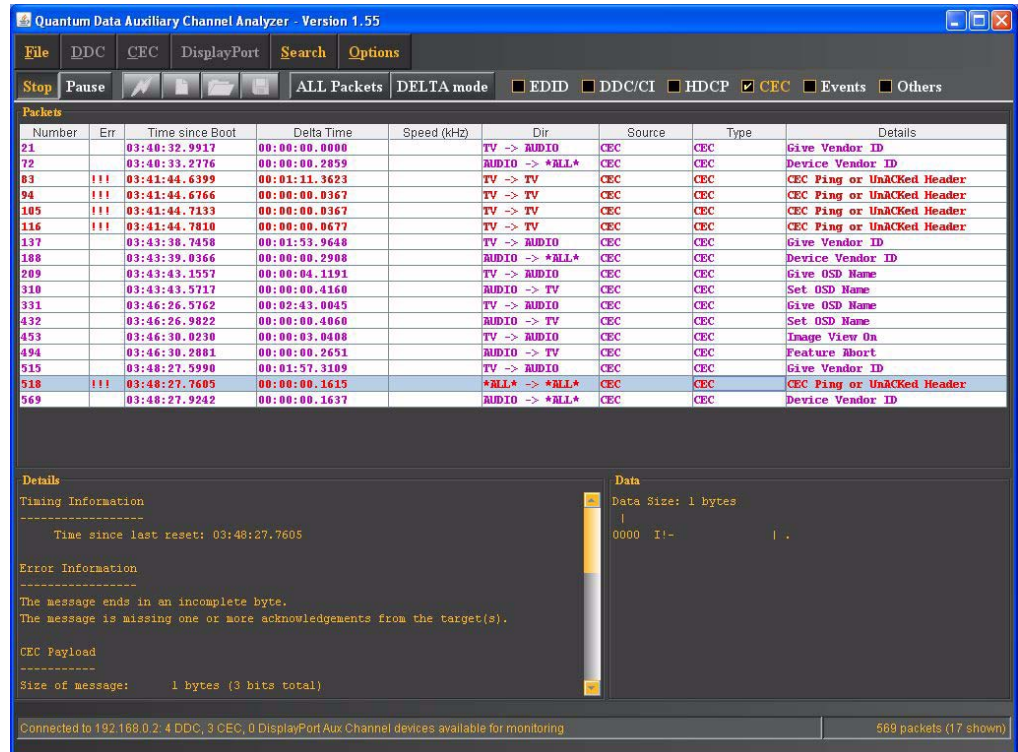 Quantum Data Auxiliary Channel Analyzer - Version 1.55
File DDC CEC DisplayPort Search Options
Stop Pause ALL Packets DELTA mode EDID DDC/CI HDCP CEC Events Others
Packets
Number Err Time since Boot Delta Time Speed (kHz) Dir Source Type Details
21 03:40:32.9917 00:00:00.0000 TV -> AUDIO CEC CEC Give Vendor ID
72 03:40:33.2776 00:00:00.2859 AUDIO -> *ALL* CEC CEC Device Vendor ID
83 !!! 03:41:44.6399 00:01:11.3623 TV -> TV CEC CEC CEC Ping or UnACKed Header
94 !!! 03:41:44.6766 00:00:00.0367 TV -> TV CEC CEC CEC Ping or UnACKed Header
105 !!! 03:41:44.7133 00:00:00.0367 TV -> TV CEC CEC CEC Ping or UnACKed Header
116 !!! 03:41:44.7810 00:00:00.0677 TV -> TV CEC CEC CEC Ping or UnACKed Header
137 03:43:38.7458 00:01:53.9648 TV -> AUDIO CEC CEC Give Vendor ID
188 03:43:39.0366 00:00:00.2908 AUDIO -> *ALL* CEC CEC Device Vendor ID
209 03:43:43.1557 00:00:04.1191 TV -> AUDIO CEC CEC Give OSD Name
310 03:43:43.5717 00:00:00.4160 AUDIO -> TV CEC CEC Set OSD Name
331 03:46:26.5762 00:02:43.0045 TV -> AUDIO CEC CEC Give OSD Name
432 03:46:26.9822 00:00:00.4060 AUDIO -> TV CEC CEC Set OSD Name
453 03:46:30.0230 00:00:03.0408 TV -> AUDIO CEC CEC Image View On
494 03:46:30.2881 00:00:00.2651 AUDIO -> TV CEC CEC Feature Abort
515 03:48:27.5990 00:01:57.3109 TV -> AUDIO CEC CEC Give Vendor ID
518 !!! 03:48:27.7605 00:00:00.1615 *ALL* -> *ALL* CEC CEC CEC Ping or UnACKed Header
569 03:48:27.9242 00:00:00.1637 AUDIO -> *ALL* CEC CEC Device Vendor ID
Details
Timing Information
------------------
Time since last reset: 03:48:27.7605
Error Information
-----------------
The message ends in an incomplete byte.
The message is missing one or more acknowledgements from the target(s).
CEC Payload
-----------
Size of message: 1 bytes (3 bits total)
Data
Data Size: 1 bytes
|
0000 I!- | .
Connected to 192.168.0.2: 4 DDC, 3 CEC, 0 DisplayPort Aux Channel devices available for monitoring
569 packets (17 shown)